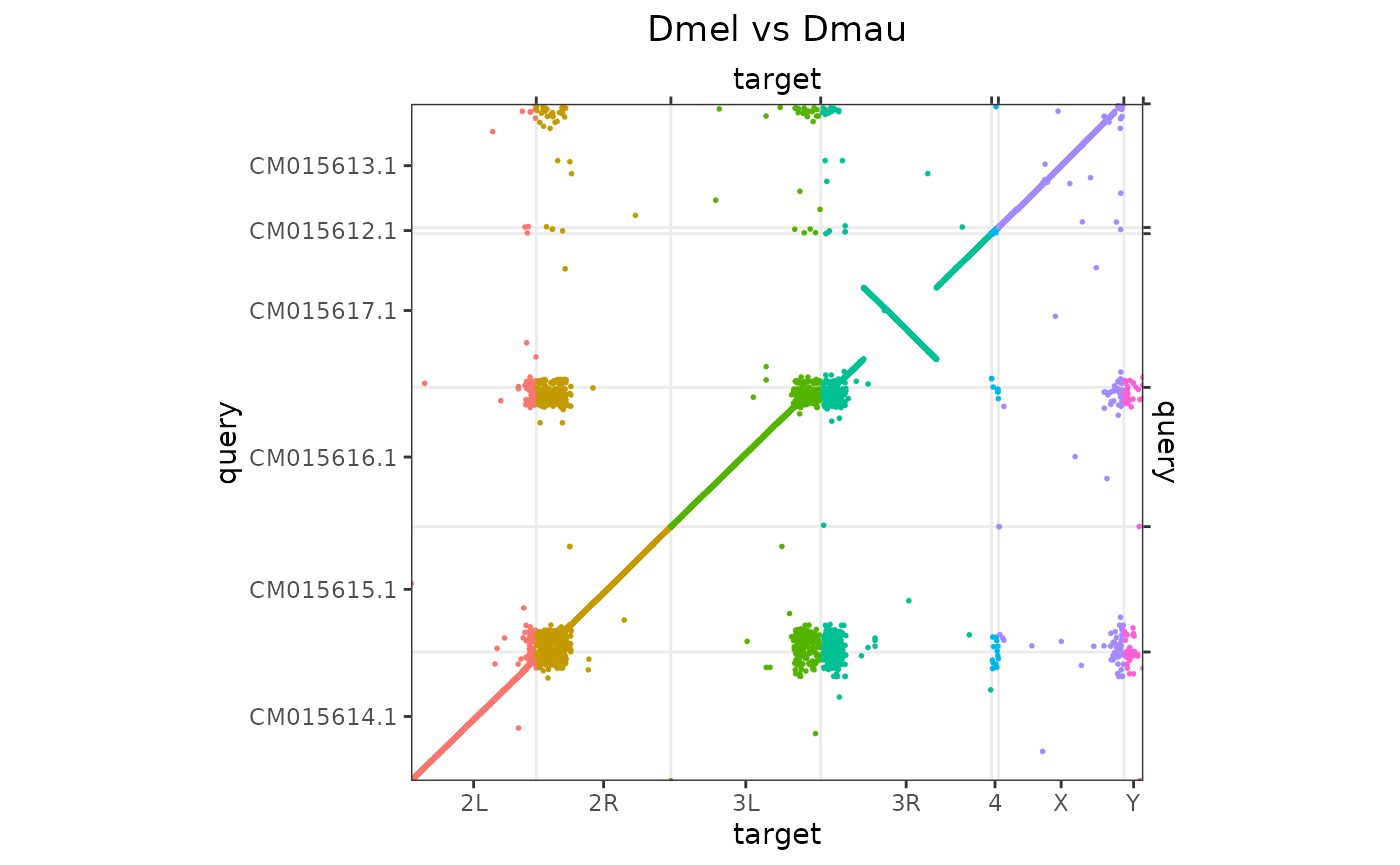 Dmel vs Dmau
target
CM015613.1
CM015612.1
CM015617.1
CM015616.1
CM015615.1
CM015614.1
query
query
2L 2R 3L 3R 4 X Y
target